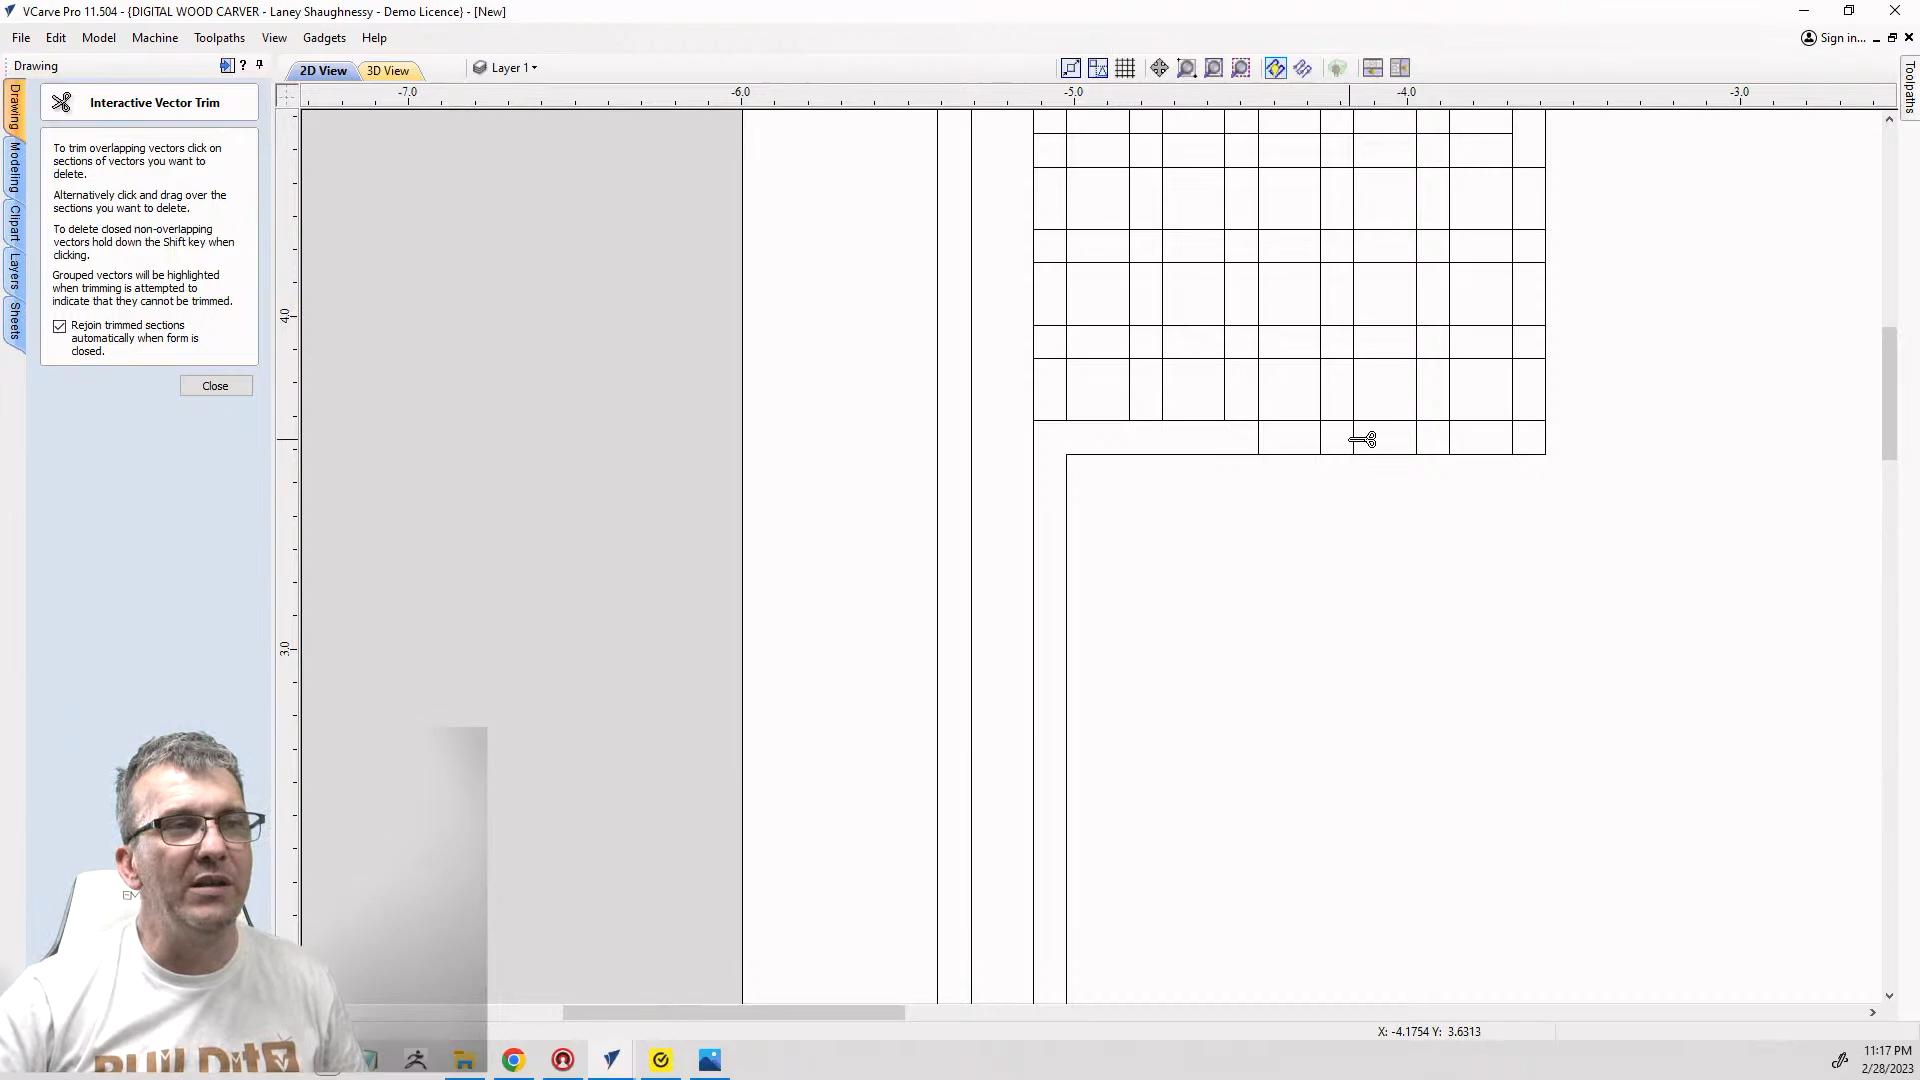 VCarve Pro 11.504 - {DIGITAL WOOD CARVER - Laney Shaughnessy - Demo Licence} - [New]
File Edit Model Machine Toolpaths View Gadgets Help
Sign in...
Drawing
?
2D View
3D View
Layer 1
Toolpaths
Drawing
Modeling
Clipart
Layers
Sheets
Interactive Vector Trim
To trim overlapping vectors click on
sections of vectors you want to
delete.
Alternatively click and drag over the
sections you want to delete.
To delete closed non-overlapping
vectors hold down the Shift key when
clicking.
Grouped vectors will be highlighted
when trimming is attempted to
indicate that they cannot be trimmed.
Rejoin trimmed sections
automatically when form is
closed.
Close
-7.0 -6.0 -5.0 -4.0 -3.0
4.0
3.0
EM
BUILD it
X: -4.1754 Y: 3.6313
11:17 PM
2/28/2023